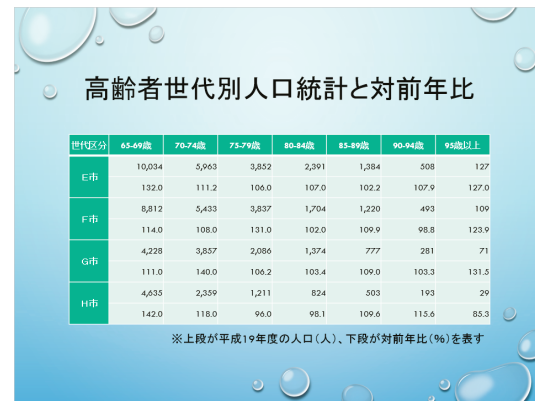 高齢者世代別人口統計と対前年比
世代区分 65-69歳 70-74歳 75-79歳 80-84歳 85-89歳 90-94歳 95歳以上
E市 10,034 5,963 3,852 2,391 1,384 508 127
132.0 111.2 106.0 107.0 102.2 107.9 127.0
F市 8,812 5,433 3,837 1,704 1,220 493 109
114.0 108.0 131.0 102.0 109.9 98.8 123.9
G市 4,228 3,857 2,086 1,374 777 281 71
111.0 140.0 106.2 103.4 109.0 103.3 131.5
H市 4,635 2,359 1,211 824 503 193 29
142.0 118.0 96.0 98.1 109.6 115.6 85.3
※上段が平成19年度の人口(人)、下段が対前年比(%)を表す